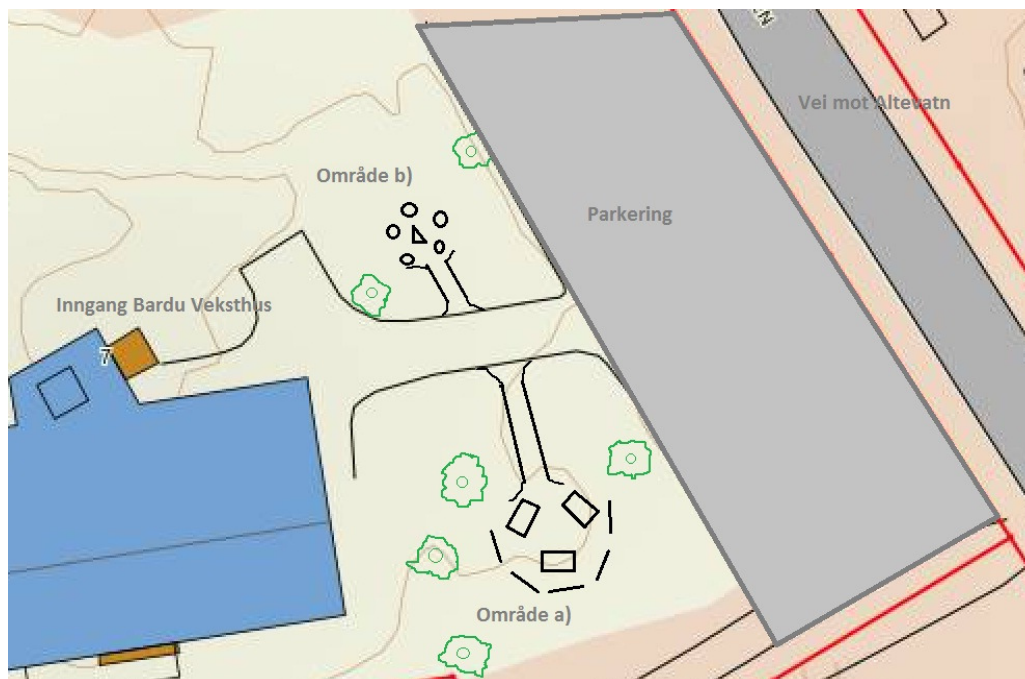 Vei mot Altevatn
Område b)
Parkering
Inngang Bardu Veksthus
7
Område a)